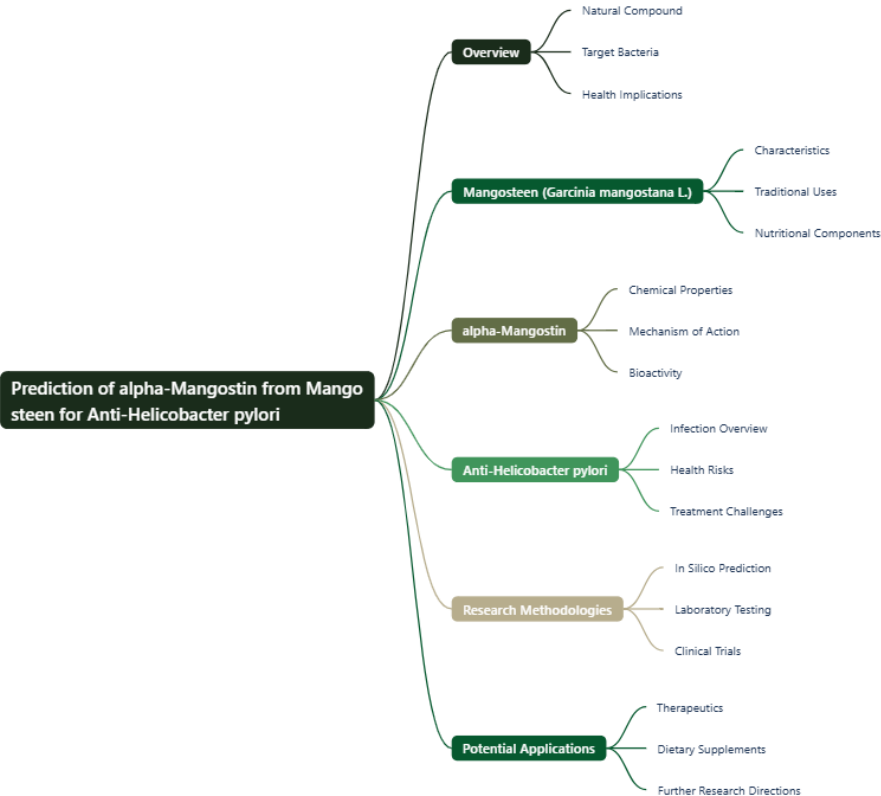 Prediction of alpha-Mangostin from Mango
steen for Anti-Helicobacter pylori
Overview
Natural Compound
Target Bacteria
Health Implications
Mangosteen (Garcinia mangostana L.)
Characteristics
Traditional Uses
Nutritional Components
alpha-Mangostin
Chemical Properties
Mechanism of Action
Bioactivity
Anti-Helicobacter pylori
Infection Overview
Health Risks
Treatment Challenges
Research Methodologies
In Silico Prediction
Laboratory Testing
Clinical Trials
Potential Applications
Therapeutics
Dietary Supplements
Further Research Directions